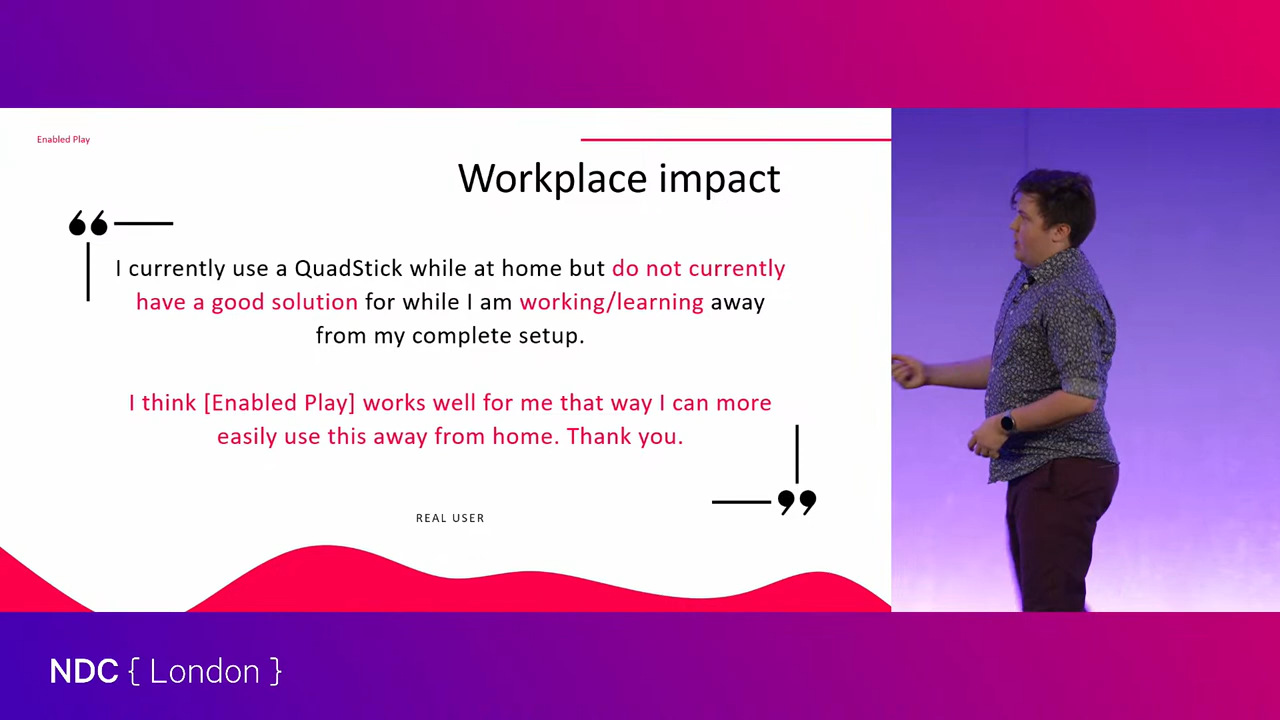 Enabled Play
Workplace impact
“
I currently use a QuadStick while at home but do not currently
have a good solution for while I am working/learning away
from my complete setup.
I think [Enabled Play] works well for me that way I can more
easily use this away from home. Thank you.
”
REAL USER
NDC { London }